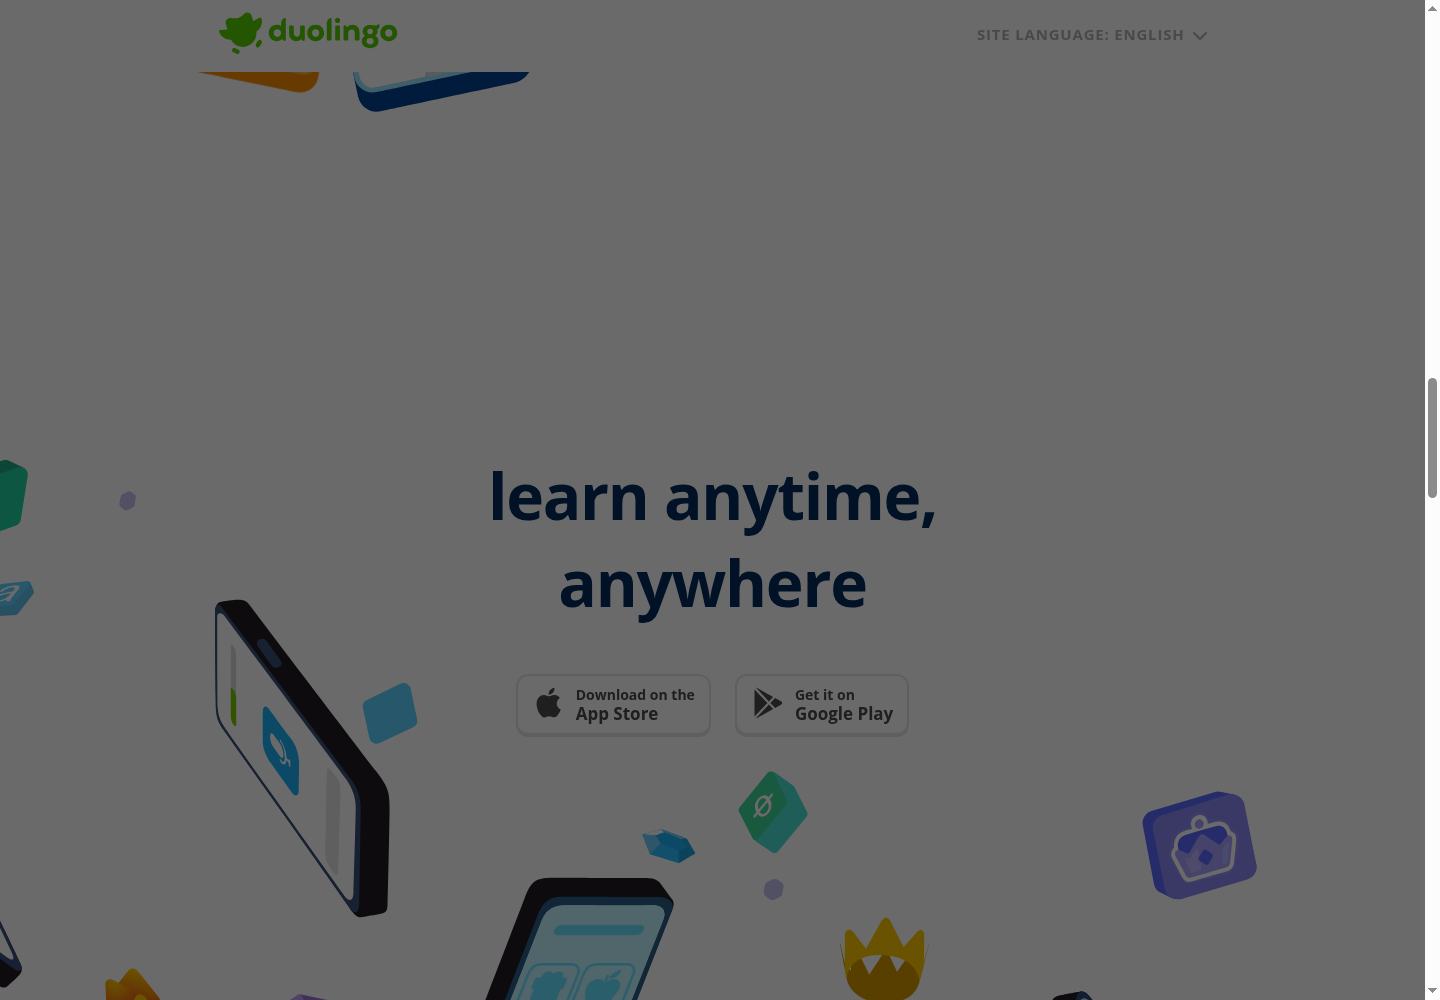 duolingo
SITE LANGUAGE: ENGLISH
learn anytime,
anywhere
Download on the
App Store
Get it on
Google Play